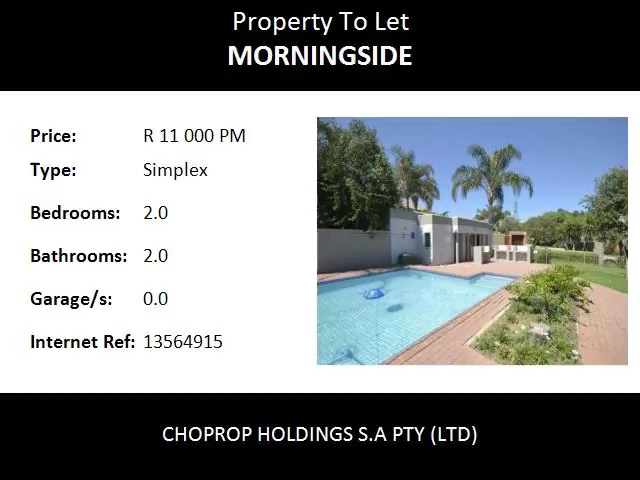 Property To Let
MORNINGSIDE
Price: R 11 000 PM
Type: Simplex
Bedrooms: 2.0
Bathrooms: 2.0
Garage/s: 0.0
Internet Ref: 13564915
CHOPROP HOLDINGS S.A PTY (LTD)